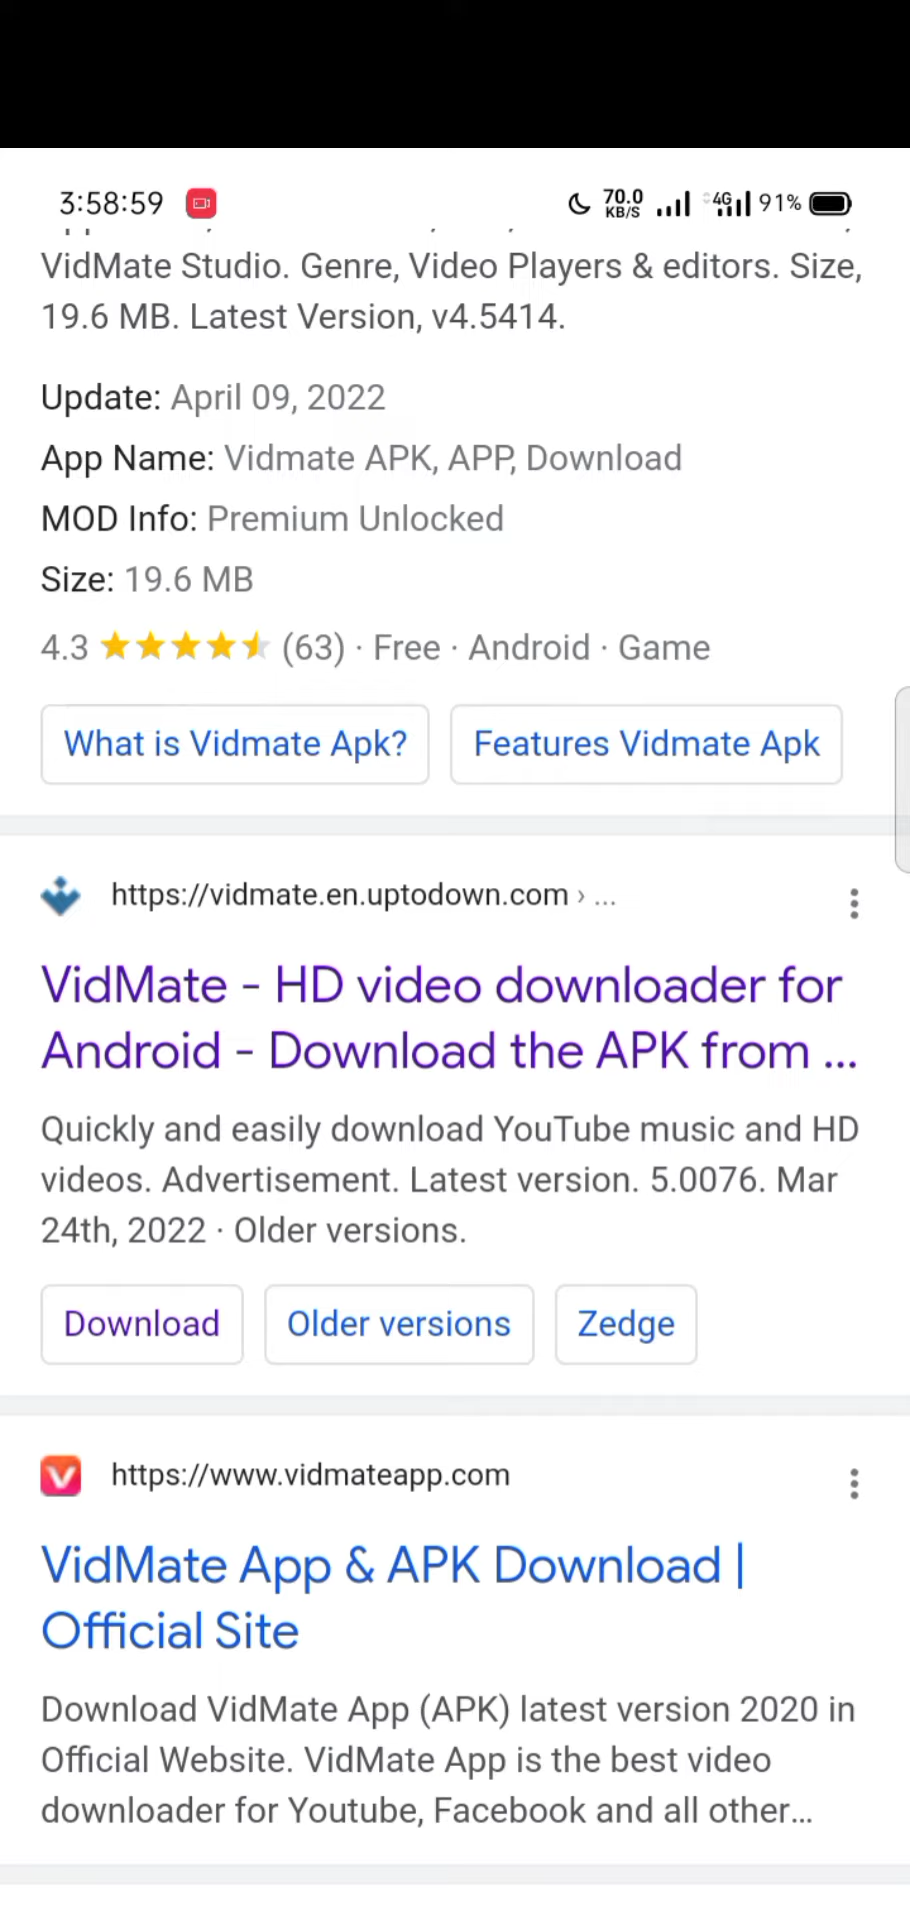 3:58:59
70.0 KB/S 4G 91%
VidMate Studio. Genre, Video Players & editors. Size,
19.6 MB. Latest Version, v4.5414.
Update: April 09, 2022
App Name: Vidmate APK, APP, Download
MOD Info: Premium Unlocked
Size: 19.6 MB
4.3 ★★★★★ (63) · Free · Android · Game
What is Vidmate Apk? Features Vidmate Apk
https://vidmate.en.uptodown.com › ...
VidMate - HD video downloader for
Android - Download the APK from ...
Quickly and easily download YouTube music and HD
videos. Advertisement. Latest version. 5.0076. Mar
24th, 2022 · Older versions.
Download Older versions Zedge
https://www.vidmateapp.com
VidMate App & APK Download |
Official Site
Download VidMate App (APK) latest version 2020 in
Official Website. VidMate App is the best video
downloader for Youtube, Facebook and all other...